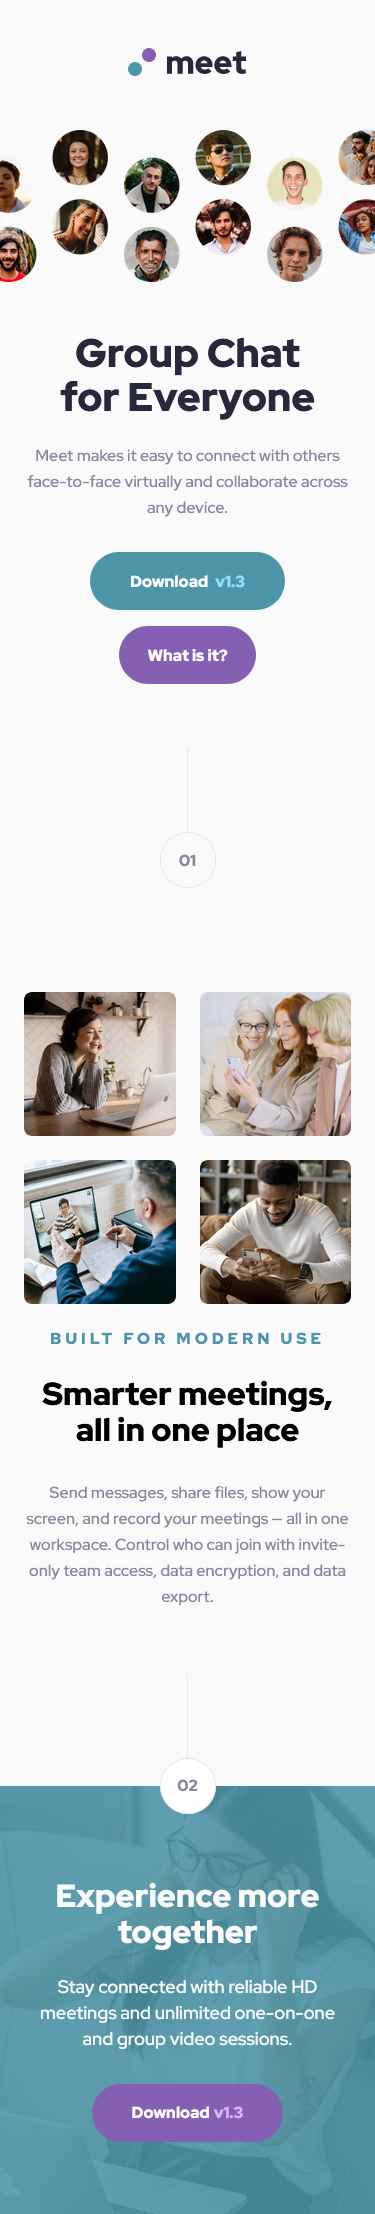 meet
Group Chat
for Everyone
Meet makes it easy to connect with others
face-to-face virtually and collaborate across
any device.
Download v1.3
What is it?
01
BUILT FOR MODERN USE
Smarter meetings,
all in one place
Send messages, share files, show your
screen, and record your meetings — all in one
workspace. Control who can join with invite-
only team access, data encryption, and data
export.
02
Experience more
together
Stay connected with reliable HD
meetings and unlimited one-on-one
and group video sessions.
Download v1.3